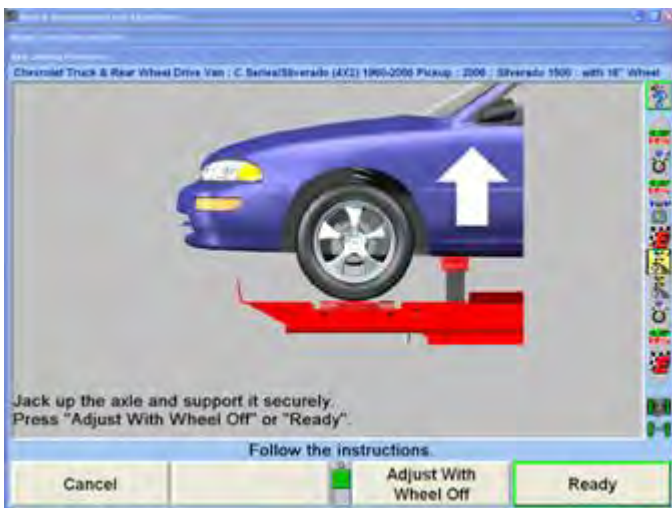 Chevrolet Truck & Rear Wheel Drive Van : C Series/Silverado (4X2) 1960-2006 Pickup : 2006 : Silverado 1500 : with 16" Wheel
Jack up the axle and support it securely.
Press "Adjust With Wheel Off" or "Ready".
Follow the instructions.
Cancel
Adjust With
Wheel Off
Ready